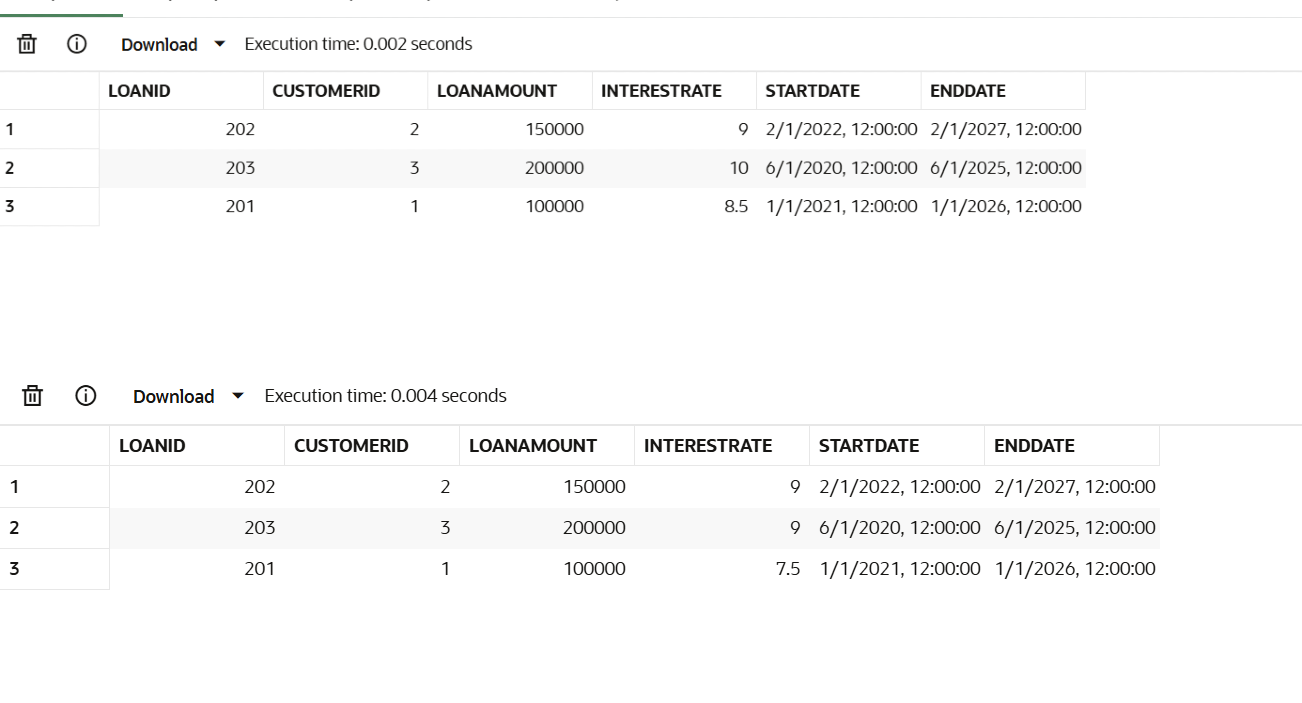 Download Execution time: 0.002 seconds
LOANID CUSTOMERID LOANAMOUNT INTERESTRATE STARTDATE ENDDATE
1 202 2 150000 9 2/1/2022, 12:00:00 2/1/2027, 12:00:00
2 203 3 200000 10 6/1/2020, 12:00:00 6/1/2025, 12:00:00
3 201 1 100000 8.5 1/1/2021, 12:00:00 1/1/2026, 12:00:00
Download Execution time: 0.004 seconds
LOANID CUSTOMERID LOANAMOUNT INTERESTRATE STARTDATE ENDDATE
1 202 2 150000 9 2/1/2022, 12:00:00 2/1/2027, 12:00:00
2 203 3 200000 9 6/1/2020, 12:00:00 6/1/2025, 12:00:00
3 201 1 100000 7.5 1/1/2021, 12:00:00 1/1/2026, 12:00:00